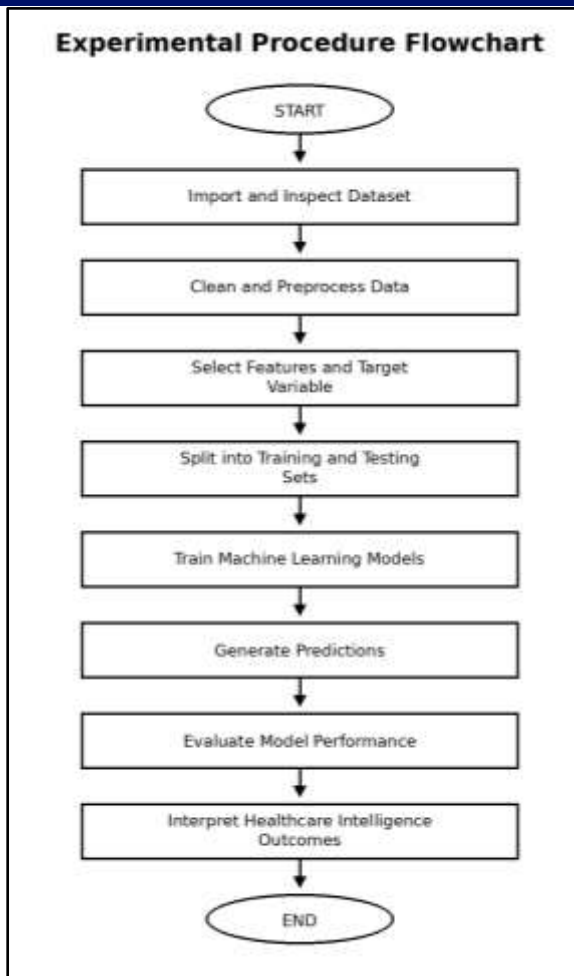 Experimental Procedure Flowchart
START
Import and Inspect Dataset
Clean and Preprocess Data
Select Features and Target
Variable
Split into Training and Testing
Sets
Train Machine Learning Models
Generate Predictions
Evaluate Model Performance
Interpret Healthcare Intelligence
Outcomes
END